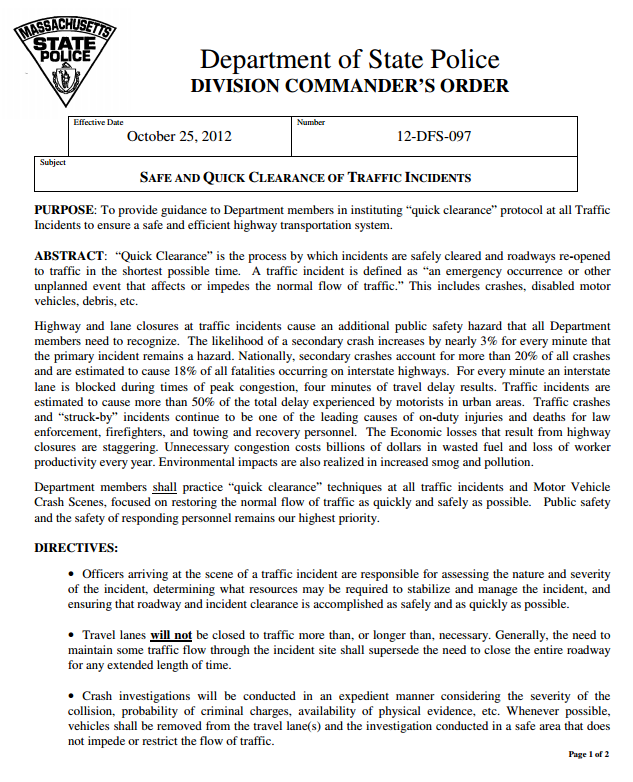 MASSACHUSETTS
STATE
POLICE
Department of State Police
DIVISION COMMANDER'S ORDER
Effective Date
October 25, 2012
Number
12-DFS-097
Subject
SAFE AND QUICK CLEARANCE OF TRAFFIC INCIDENTS
PURPOSE: To provide guidance to Department members in instituting “quick clearance” protocol at all Traffic
Incidents to ensure a safe and efficient highway transportation system.
ABSTRACT: “Quick Clearance” is the process by which incidents are safely cleared and roadways re-opened
to traffic in the shortest possible time. A traffic incident is defined as “an emergency occurrence or other
unplanned event that affects or impedes the normal flow of traffic.” This includes crashes, disabled motor
vehicles, debris, etc.
Highway and lane closures at traffic incidents cause an additional public safety hazard that all Department
members need to recognize. The likelihood of a secondary crash increases by nearly 3% for every minute that
the primary incident remains a hazard. Nationally, secondary crashes account for more than 20% of all crashes
and are estimated to cause 18% of all fatalities occurring on interstate highways. For every minute an interstate
lane is blocked during times of peak congestion, four minutes of travel delay results. Traffic incidents are
estimated to cause more than 50% of the total delay experienced by motorists in urban areas. Traffic crashes
and “struck-by” incidents continue to be one of the leading causes of on-duty injuries and deaths for law
enforcement, firefighters, and towing and recovery personnel. The Economic losses that result from highway
closures are staggering. Unnecessary congestion costs billions of dollars in wasted fuel and loss of worker
productivity every year. Environmental impacts are also realized in increased smog and pollution.
Department members shall practice “quick clearance” techniques at all traffic incidents and Motor Vehicle
Crash Scenes, focused on restoring the normal flow of traffic as quickly and safely as possible. Public safety
and the safety of responding personnel remains our highest priority.
DIRECTIVES:
• Officers arriving at the scene of a traffic incident are responsible for assessing the nature and severity
of the incident, determining what resources may be required to stabilize and manage the incident, and
ensuring that roadway and incident clearance is accomplished as safely and as quickly as possible.
• Travel lanes will not be closed to traffic more than, or longer than, necessary. Generally, the need to
maintain some traffic flow through the incident site shall supersede the need to close the entire roadway
for any extended length of time.
• Crash investigations will be conducted in an expedient manner considering the severity of the
collision, probability of criminal charges, availability of physical evidence, etc. Whenever possible,
vehicles shall be removed from the travel lane(s) and the investigation conducted in a safe area that does
not impede or restrict the flow of traffic.
Page 1 of 2